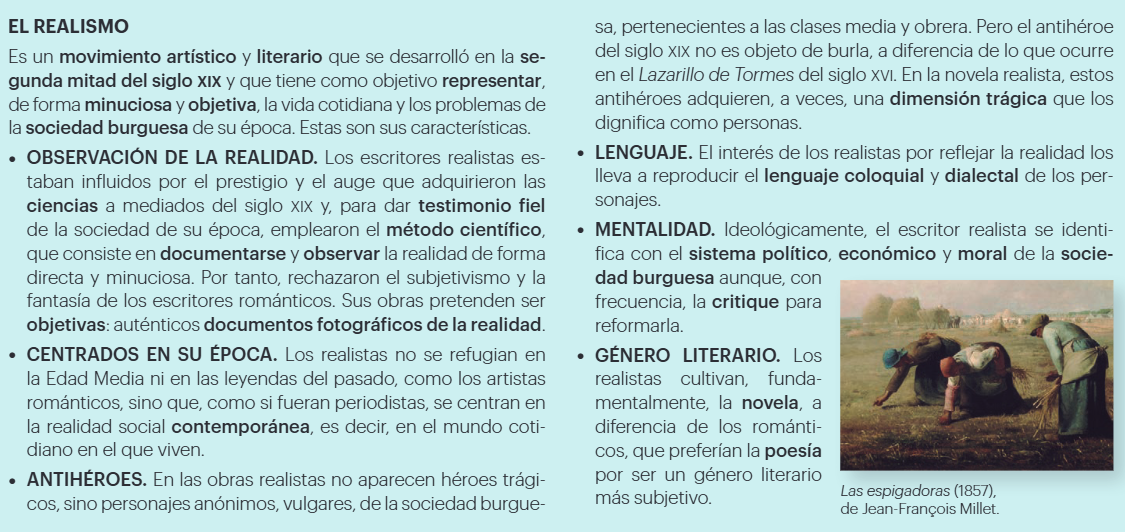 EL REALISMO
Es un movimiento artístico y literario que se desarrolló en la se-
gunda mitad del siglo XIX y que tiene como objetivo representar,
de forma minuciosa y objetiva, la vida cotidiana y los problemas de
la sociedad burguesa de su época. Estas son sus características.
• OBSERVACIÓN DE LA REALIDAD. Los escritores realistas es-
taban influidos por el prestigio y el auge que adquirieron las
ciencias a mediados del siglo XIX y, para dar testimonio fiel
de la sociedad de su época, emplearon el método científico,
que consiste en documentarse y observar la realidad de forma
directa y minuciosa. Por tanto, rechazaron el subjetivismo y la
fantasía de los escritores románticos. Sus obras pretenden ser
objetivas: auténticos documentos fotográficos de la realidad.
• CENTRADOS EN SU ÉPOCA. Los realistas no se refugian en
la Edad Media ni en las leyendas del pasado, como los artistas
románticos, sino que, como si fueran periodistas, se centran en
la realidad social contemporánea, es decir, en el mundo coti-
diano en el que viven.
• ANTIHÉROES. En las obras realistas no aparecen héroes trági-
cos, sino personajes anónimos, vulgares, de la sociedad burgue-
sa, pertenecientes a las clases media y obrera. Pero el antihéroe
del siglo XIX no es objeto de burla, a diferencia de lo que ocurre
en el Lazarillo de Tormes del siglo XVI. En la novela realista, estos
antihéroes adquieren, a veces, una dimensión trágica que los
dignifica como personas.
• LENGUAJE. El interés de los realistas por reflejar la realidad los
lleva a reproducir el lenguaje coloquial y dialectal de los per-
sonajes.
• MENTALIDAD. Ideológicamente, el escritor realista se identi-
fica con el sistema político, económico y moral de la socie-
dad burguesa aunque, con
frecuencia, la critique para
reformarla.
• GÉNERO LITERARIO. Los
realistas cultivan, funda-
mentalmente, la novela, a
diferencia de los románti-
cos, que preferían la poesía
por ser un género literario
más subjetivo.
Las espigadoras (1857),
de Jean-François Millet.